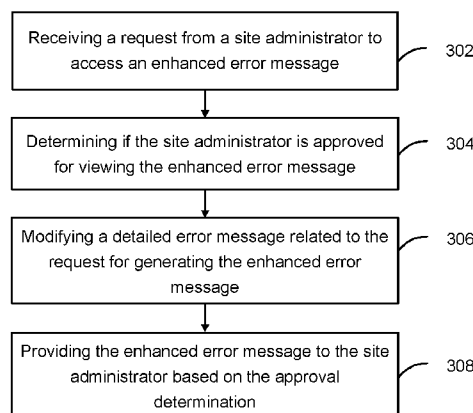 Receiving a request from a site administrator to
access an enhanced error message
302
Determining if the site administrator is approved
for viewing the enhanced error message
304
Modifying a detailed error message related to the
request for generating the enhanced error
message
306
Providing the enhanced error message to the site
administrator based on the approval
determination
308